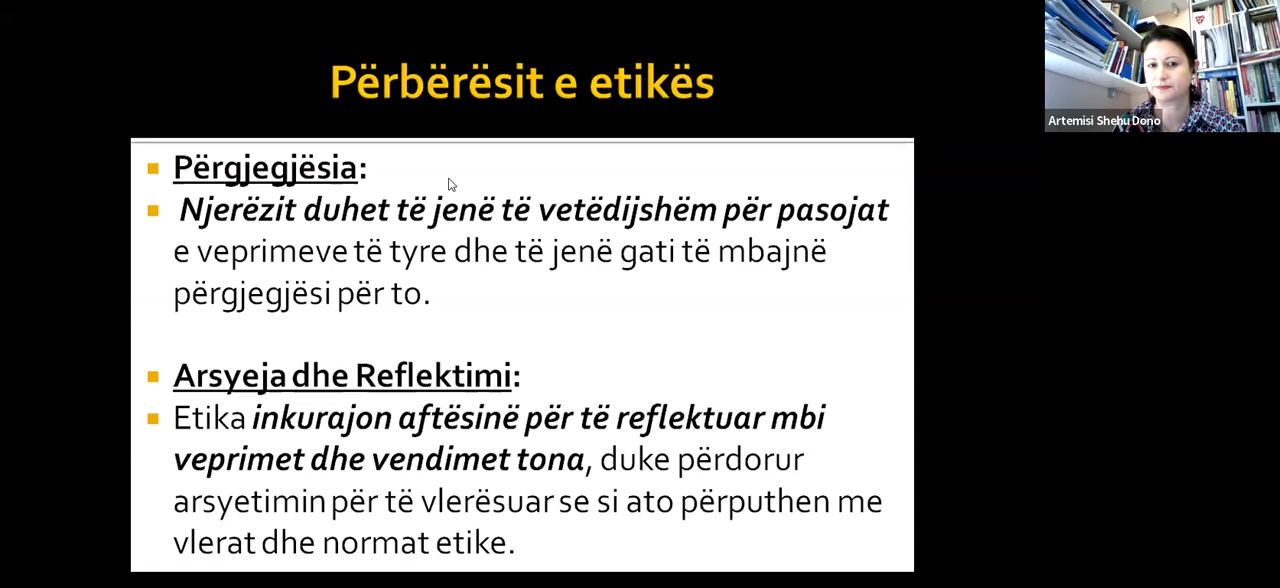 Përbërësit e etikës
Artemisi Shehu Dono
Përgjegjësia:
Njerëzit duhet të jenë të vetëdijshëm për pasojat
e veprimeve të tyre dhe të jenë gati të mbajnë
përgjegjësi për to.
Arsyeja dhe Reflektimi:
Etika inkurajon aftësinë për të reflektuar mbi
veprimet dhe vendimet tona, duke përdorur
arsyetimin për të vlerësuar se si ato përputhen me
vlerat dhe normat etike.